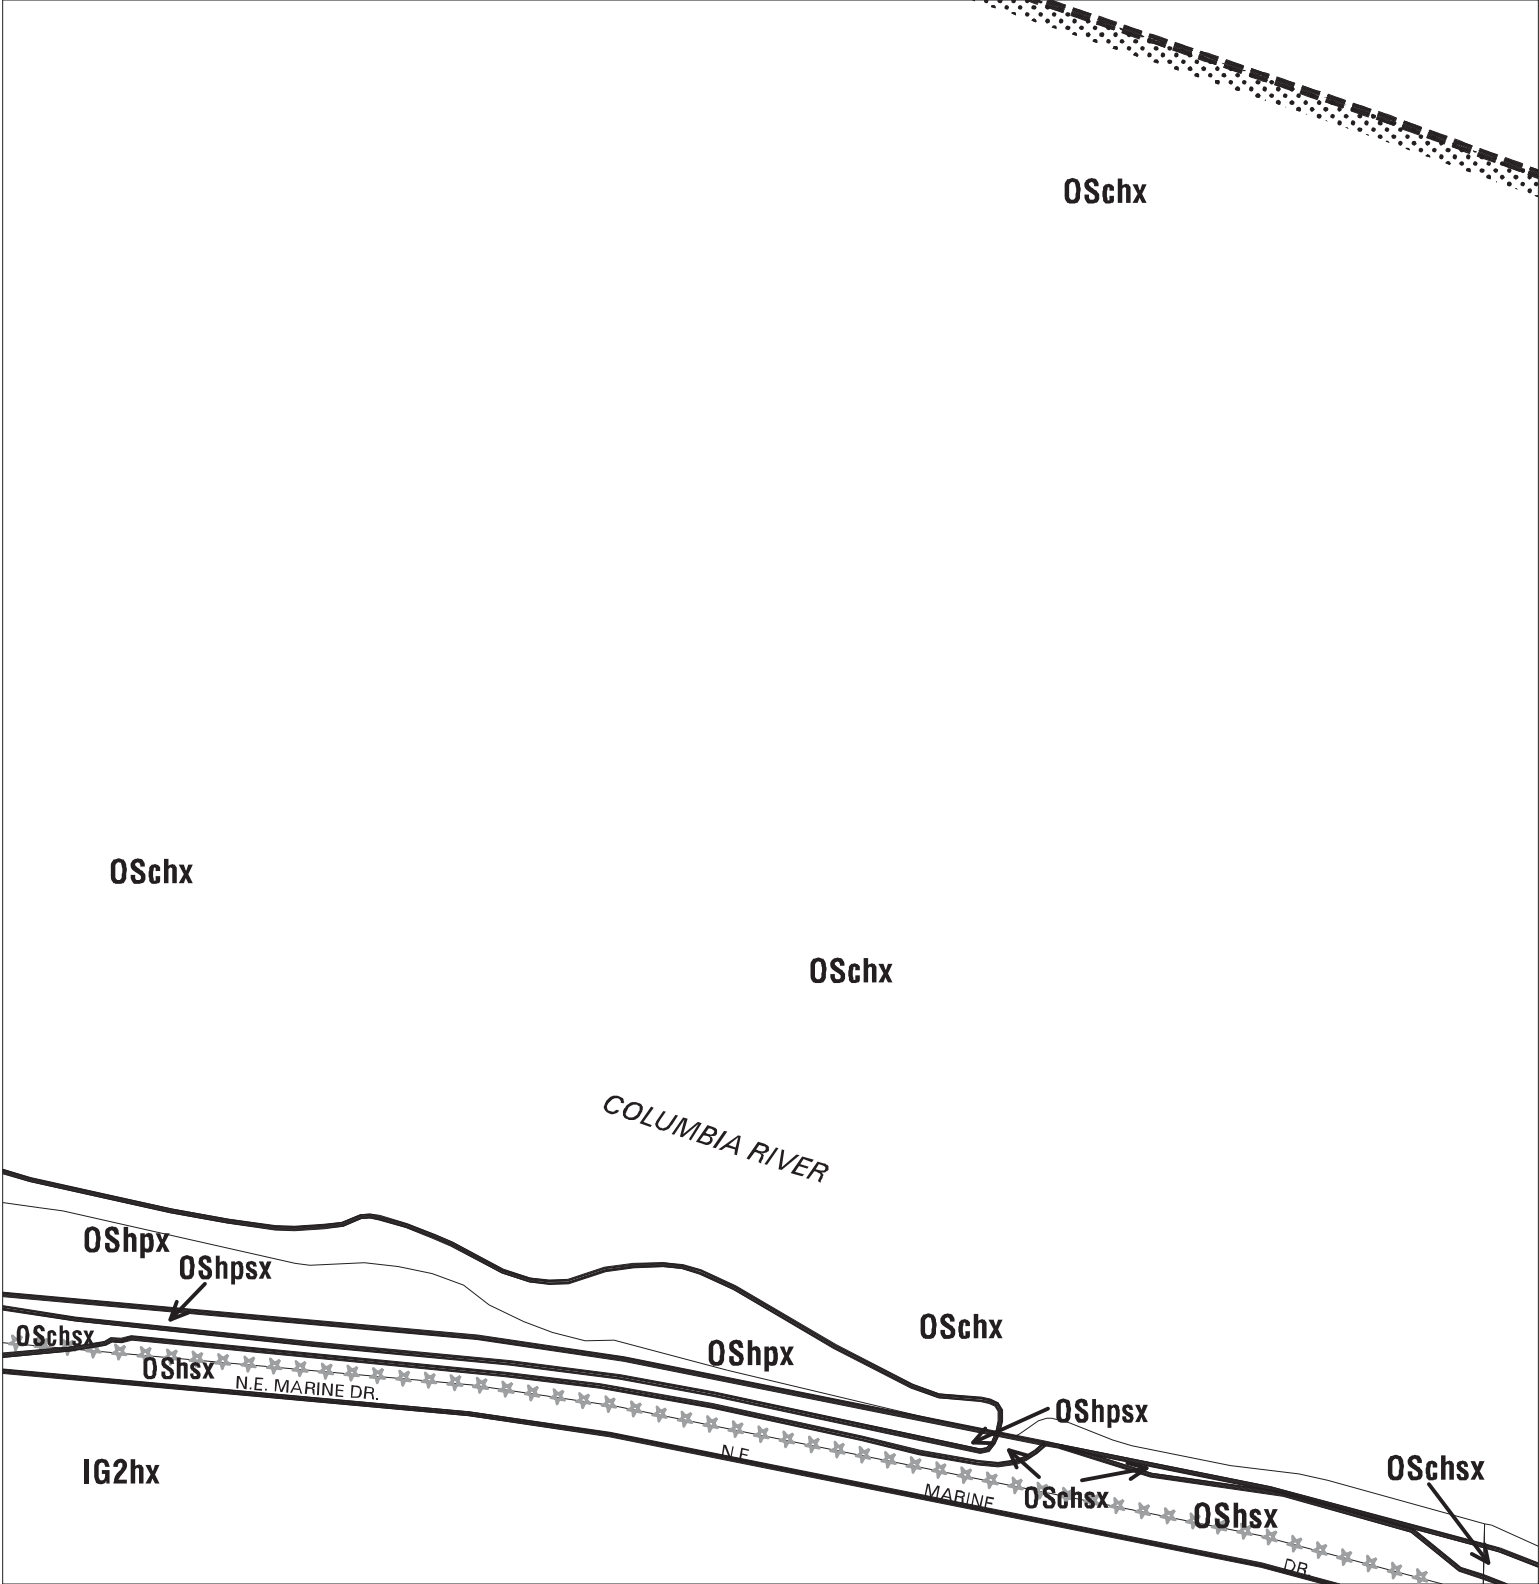 OSchx
OSchx
OSchx
COLUMBIA RIVER
OShpx
OShpsx
OSchx
OSchsx
OShpx
OShsx
N.E. MARINE DR.
OShpsx
N.E.
IG2hx
OSchsx
MARINE
OSchsx
OShsx
DR.